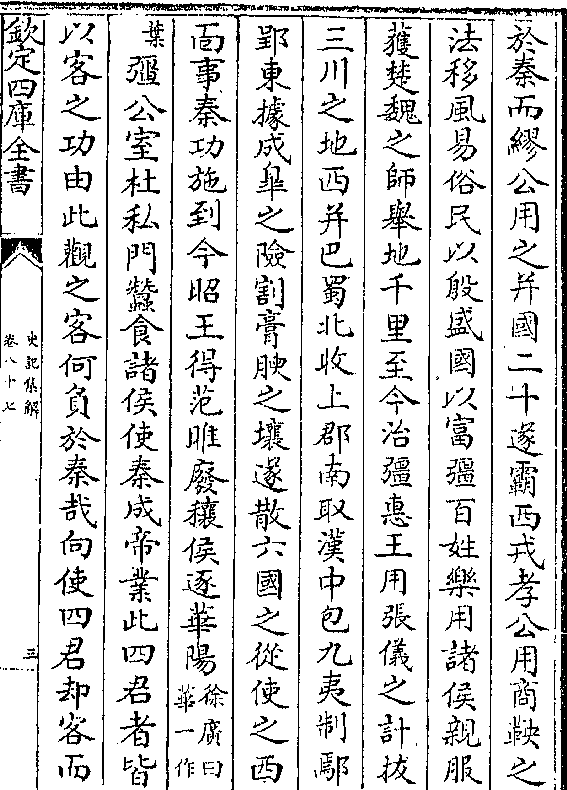 於秦而繆公用之并國二十遂霸西戎孝公用商鞅之
法移風易俗民以殷盛國以富彊百姓樂用諸侯親服
獲楚魏之師舉地千里至今治彊惠王用張儀之計拔
三川之地西并巴蜀北收上郡南取漢中包九夷制鄢
郢東據成臯之險割膏腴之壤遂散六國之從使之西
面事秦功施到今昭王得范睢廢穰侯逐華陽徐廣曰華一作
葉彊公室杜私門蠶食諸侯使秦成帝業此四君者皆
以客之功由此觀之客何負於秦哉向使四君却客而
欽定四庫全書
史記集解
卷八十七
三